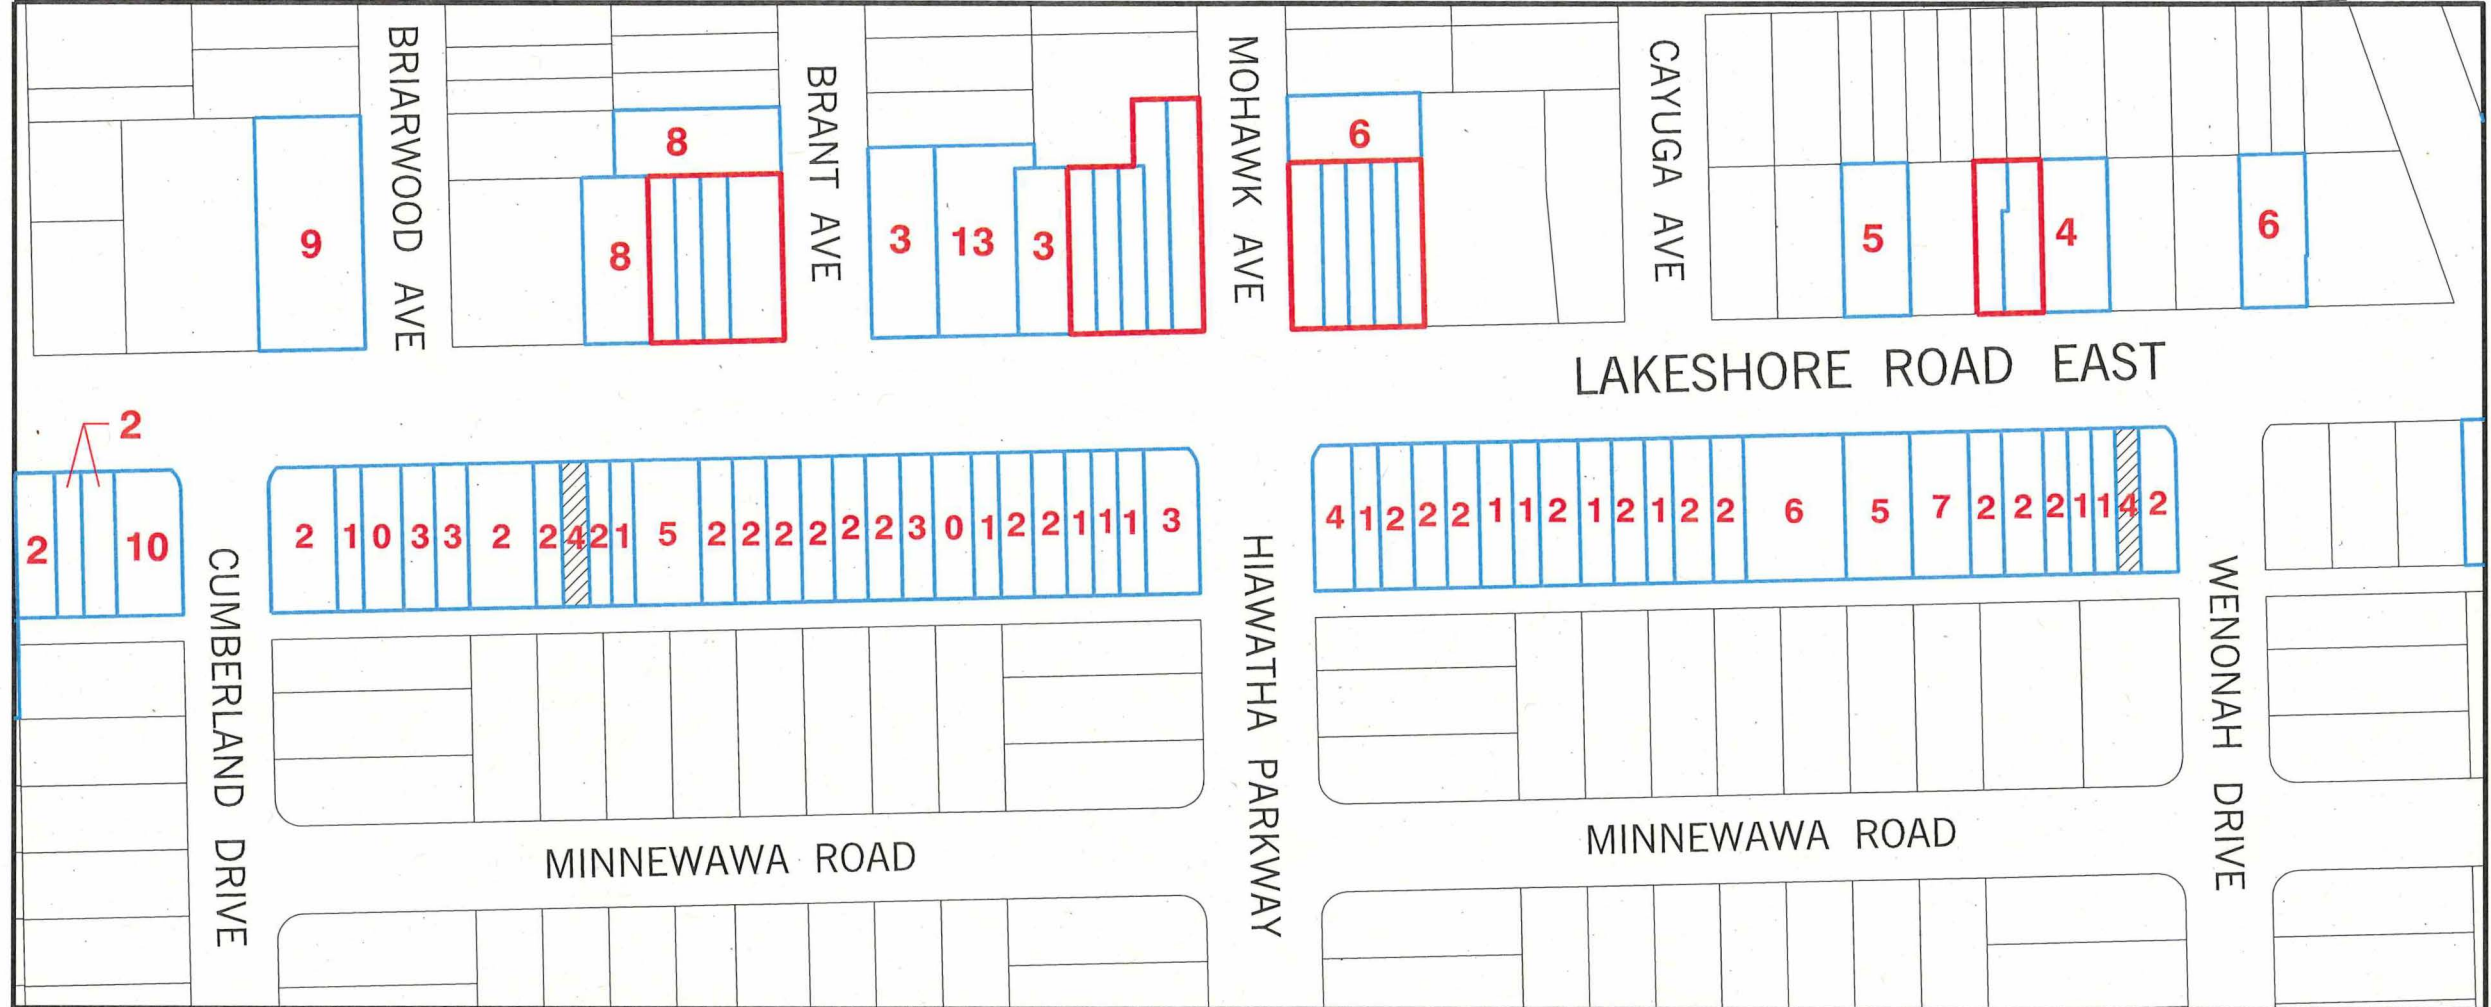 BRIARWOOD AVE
BRANT AVE
MOHAWK AVE
CAYUGA AVE
8
6
9
8
3
13
3
5
4
6
LAKESHORE ROAD EAST
2
2
10
2 1 0 3 3 2 2 4 2 1 5 2 2 2 2 2 2 3 0 1 2 2 1 1 1 3
4 1 2 2 2 1 1 2 1 2 1 2 2 6 5 7 2 2 2 1 1 4 2
CUMBERLAND DRIVE
HIAWATHA PARKWAY
WENONAH DRIVE
MINNEWAWA ROAD
MINNEWAWA ROAD